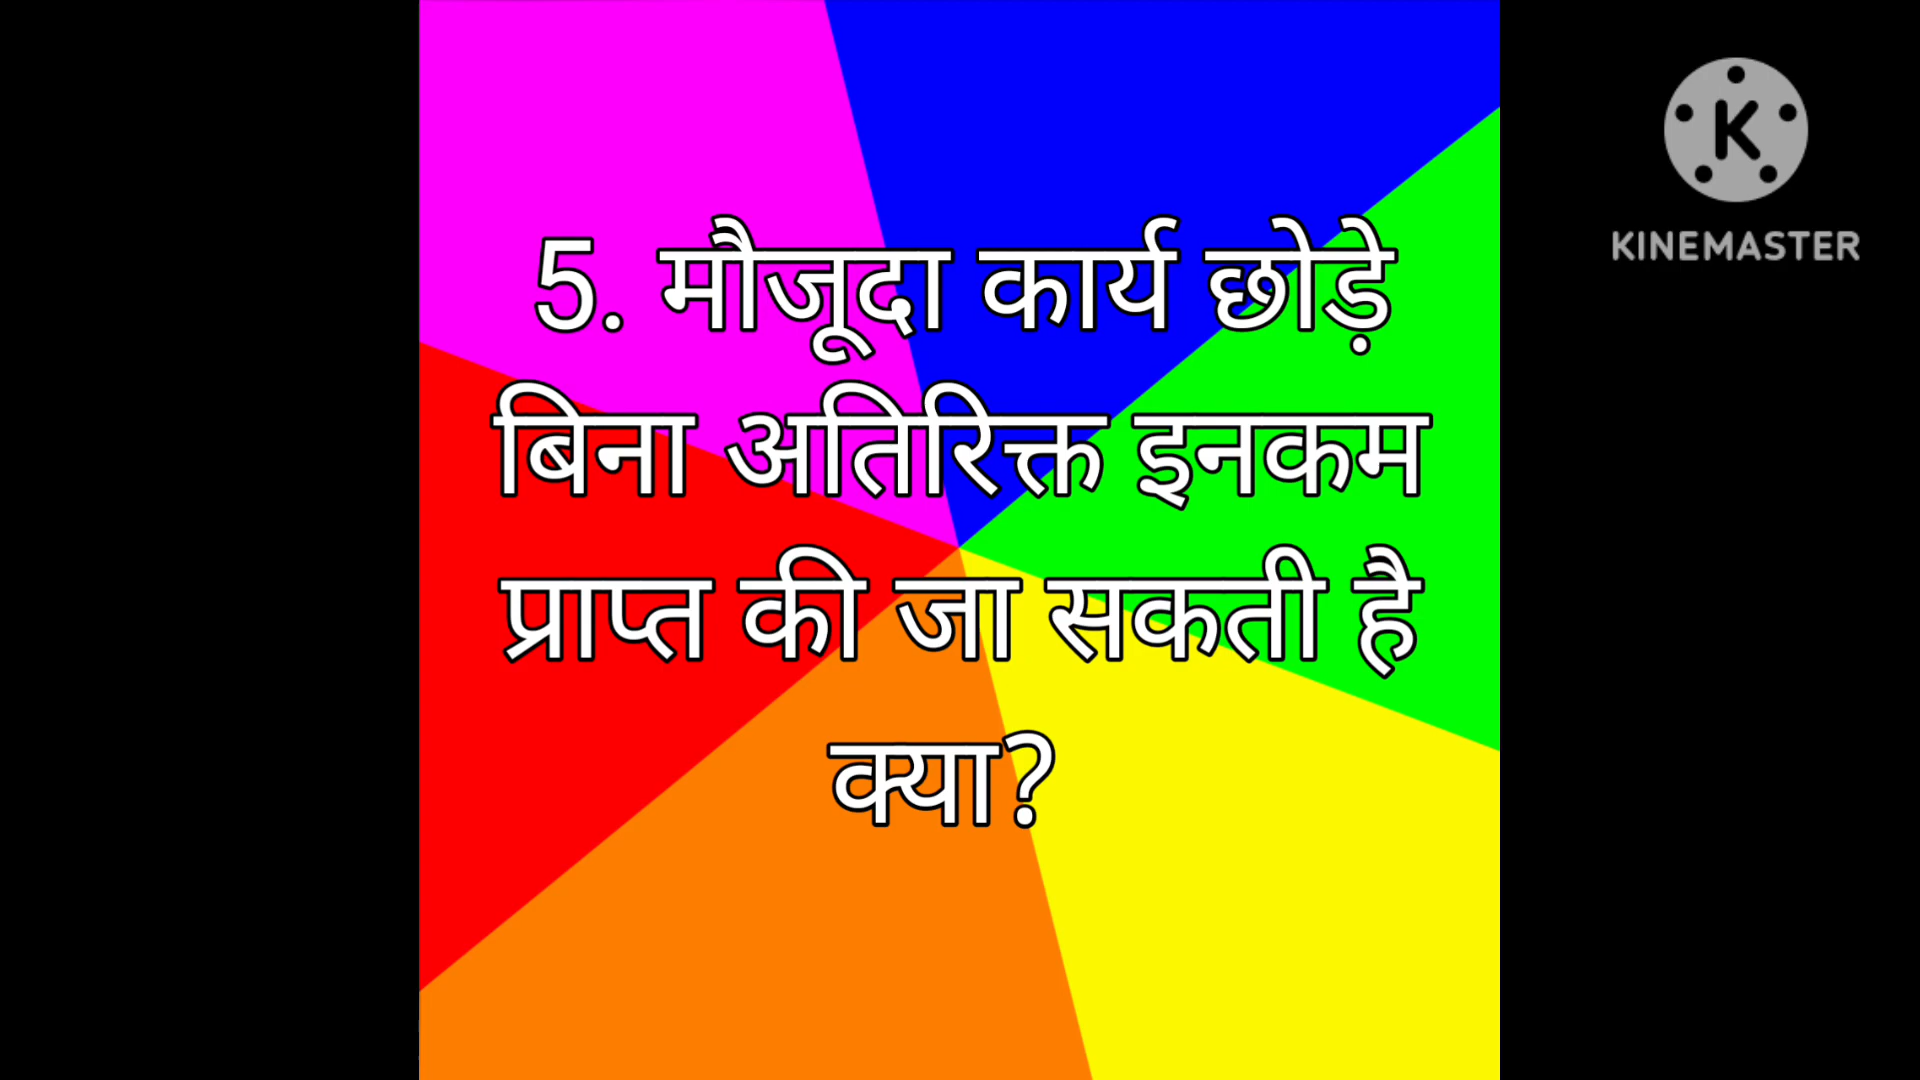 5. मौजूदा कार्य छोड़े
बिना अतिरिक्त इनकम
प्राप्त की जा सकती है
क्या?
K
KINEMASTER